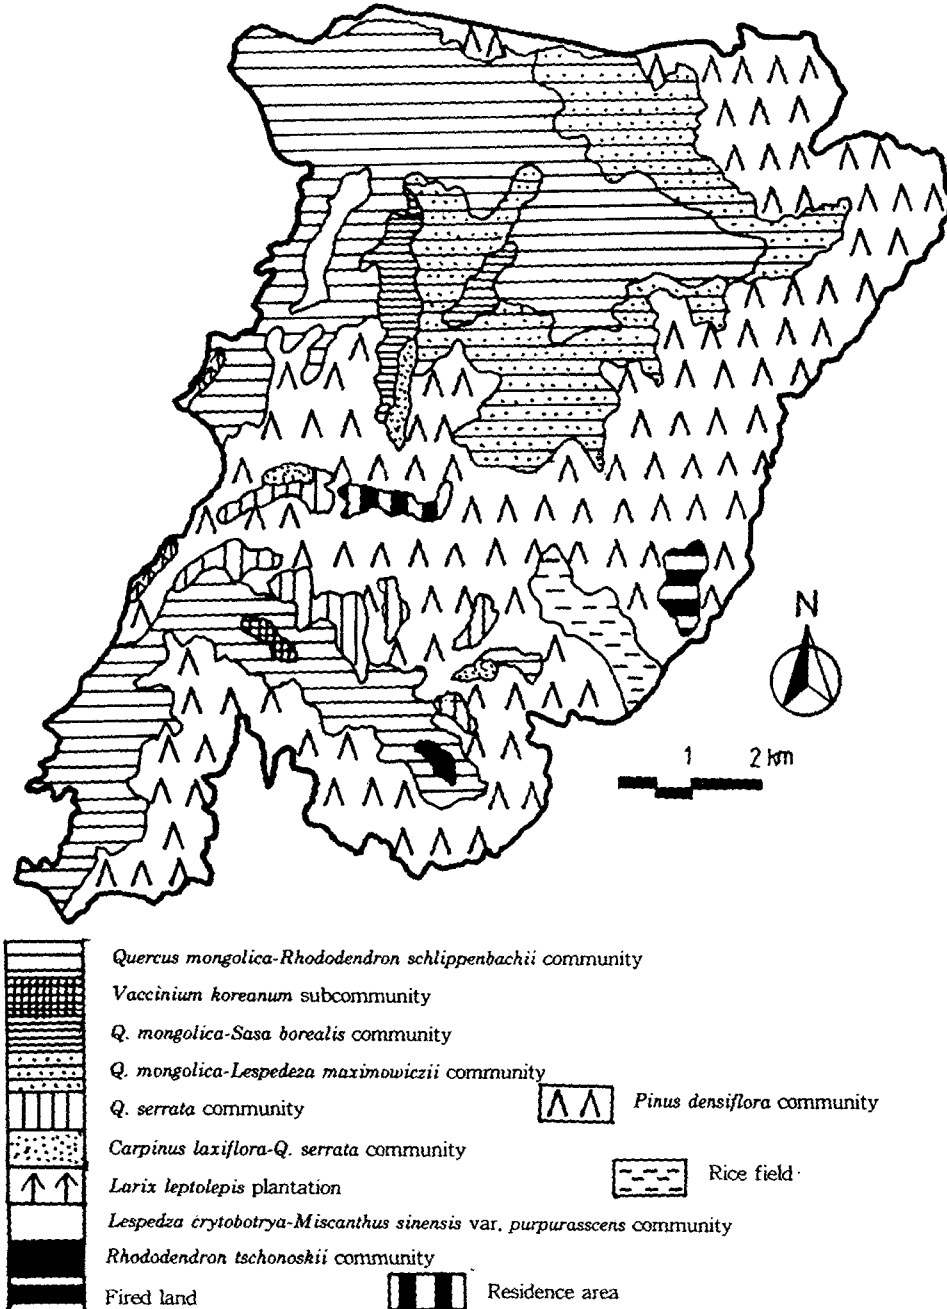 N
1 2 km
Quercus mongolica-Rhododendron schlippenbachii community
Vaccinium koreanum subcommunity
Q. mongolica-Sasa borealis community
Q. mongolica-Lespedeza maximowiczii community
Q. serrata community
Pinus densiflora community
Carpinus laxiflora-Q. serrata community
Rice field
Larix leptolepis plantation
Lespedza crytobotrya-Miscanthus sinensis var. purpurasscens community
Rhododendron tschonoskii community
Fired land
Residence area